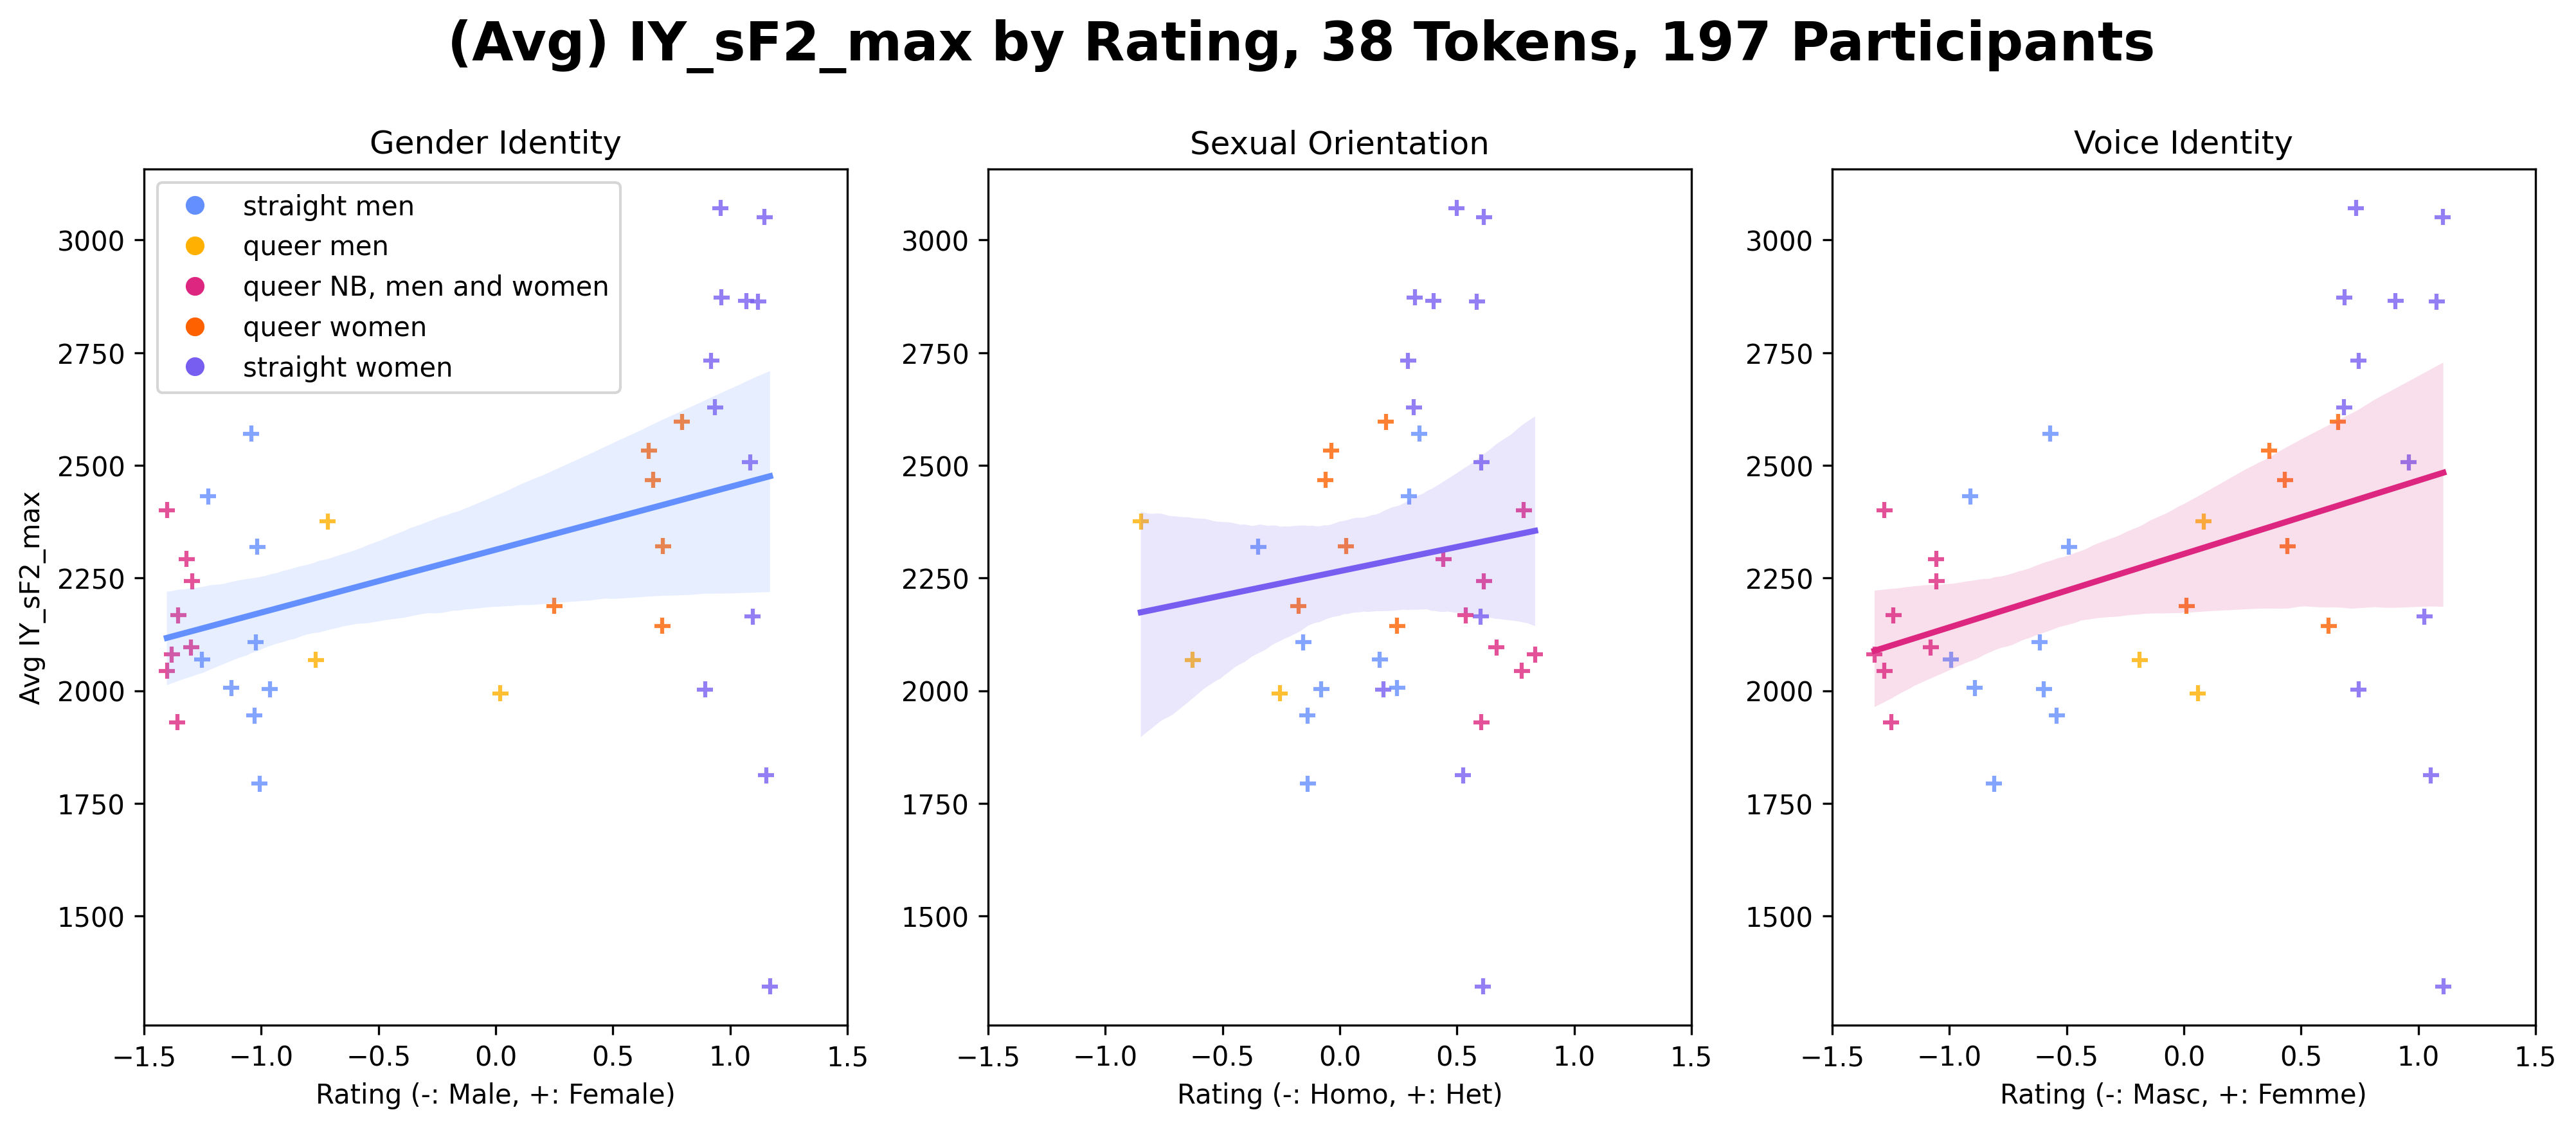 (Avg) IY_sF2_max by Rating, 38 Tokens, 197 Participants
Gender Identity
straight men
queer men
queer NB, men and women
queer women
straight women
3000
2750
2500
2250
2000
1750
1500
Avg IY_sF2_max
−1.5 −1.0 −0.5 0.0 0.5 1.0 1.5
Rating (-: Male, +: Female)
Sexual Orientation
3000
2750
2500
2250
2000
1750
1500
−1.5 −1.0 −0.5 0.0 0.5 1.0 1.5
Rating (-: Homo, +: Het)
Voice Identity
3000
2750
2500
2250
2000
1750
1500
−1.5 −1.0 −0.5 0.0 0.5 1.0 1.5
Rating (-: Masc, +: Femme)